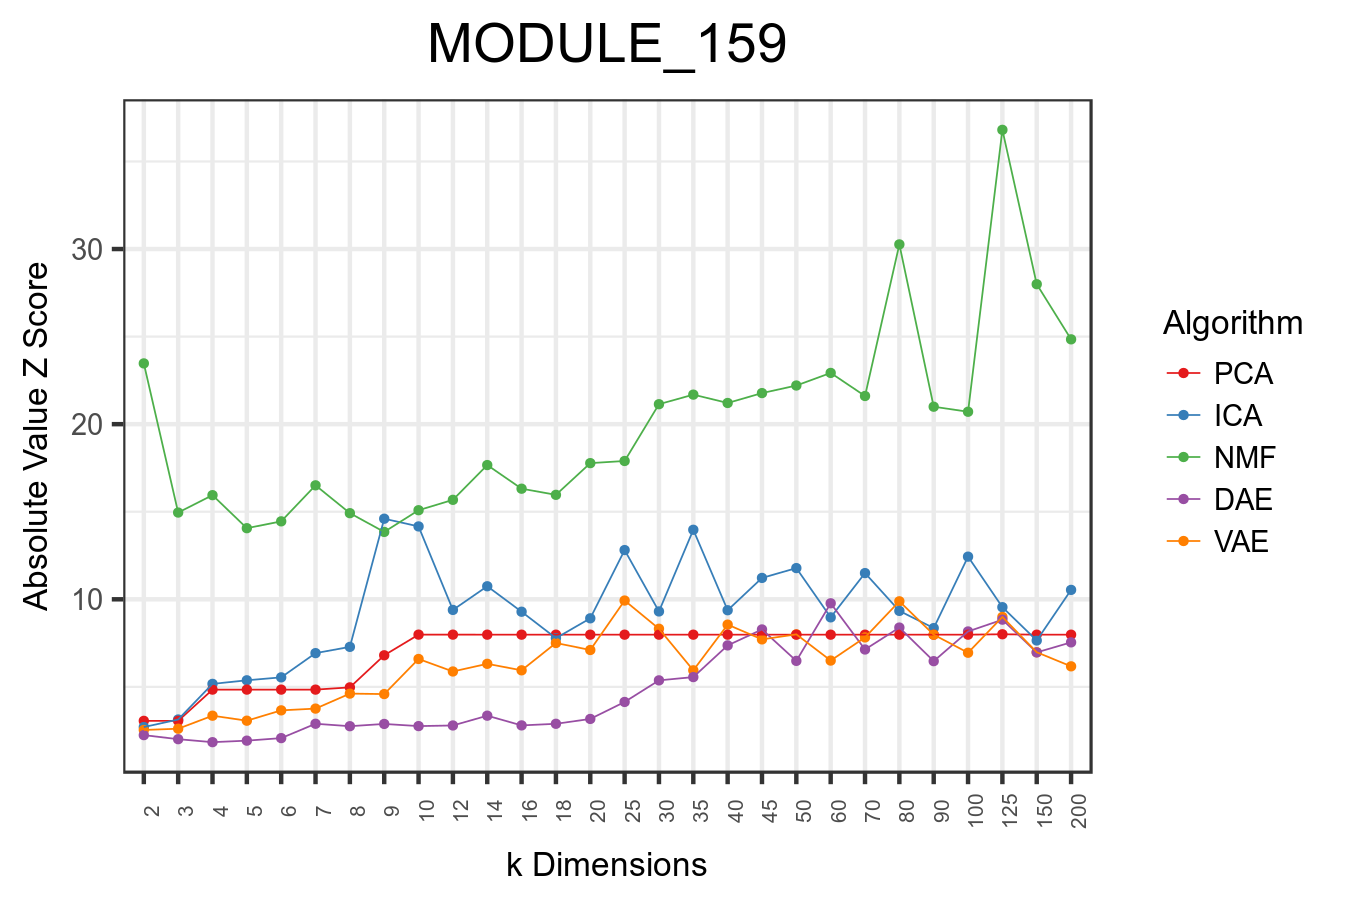 MODULE_159
Absolute Value Z Score
30
20
10
2 3 4 5 6 7 8 9 10 12 14 16 18 20 25 30 35 40 45 50 60 70 80 90 100 125 150 200
k Dimensions
Algorithm
PCA
ICA
NMF
DAE
VAE